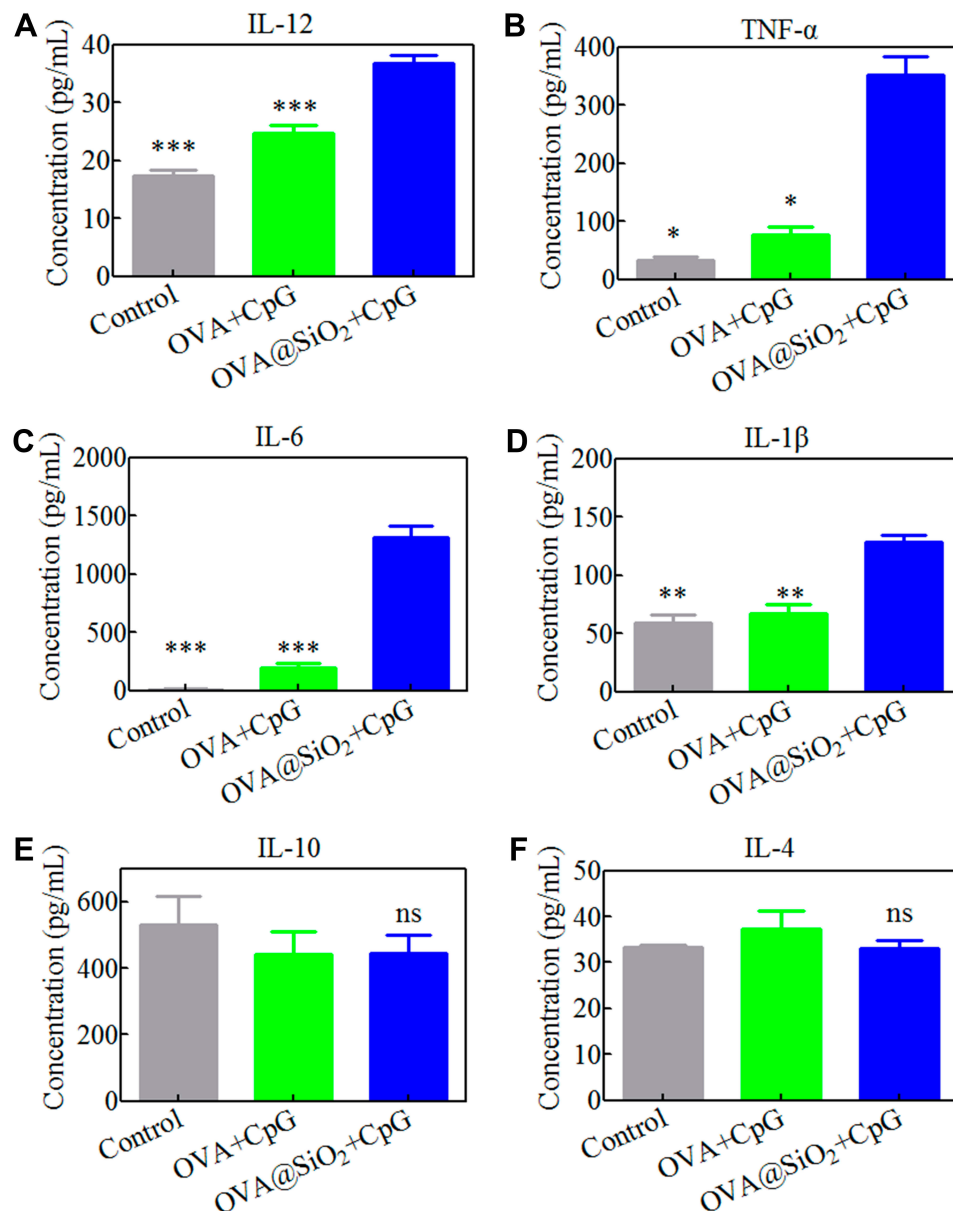 A
IL-12
Concentration (pg/mL)
40
30
20
10
0
***
***
Control
OVA+CpG
OVA@SiO₂+CpG
B
TNF-α
Concentration (pg/mL)
400
300
200
100
0
*
*
Control
OVA+CpG
OVA@SiO₂+CpG
C
IL-6
Concentration (pg/mL)
2000
1500
1000
500
0
***
***
Control
OVA+CpG
OVA@SiO₂+CpG
D
IL-1β
Concentration (pg/mL)
200
150
100
50
0
**
**
Control
OVA+CpG
OVA@SiO₂+CpG
E
IL-10
Concentration (pg/mL)
600
400
200
0
ns
Control
OVA+CpG
OVA@SiO₂+CpG
F
IL-4
Concentration (pg/mL)
50
40
30
20
10
0
ns
Control
OVA+CpG
OVA@SiO₂+CpG